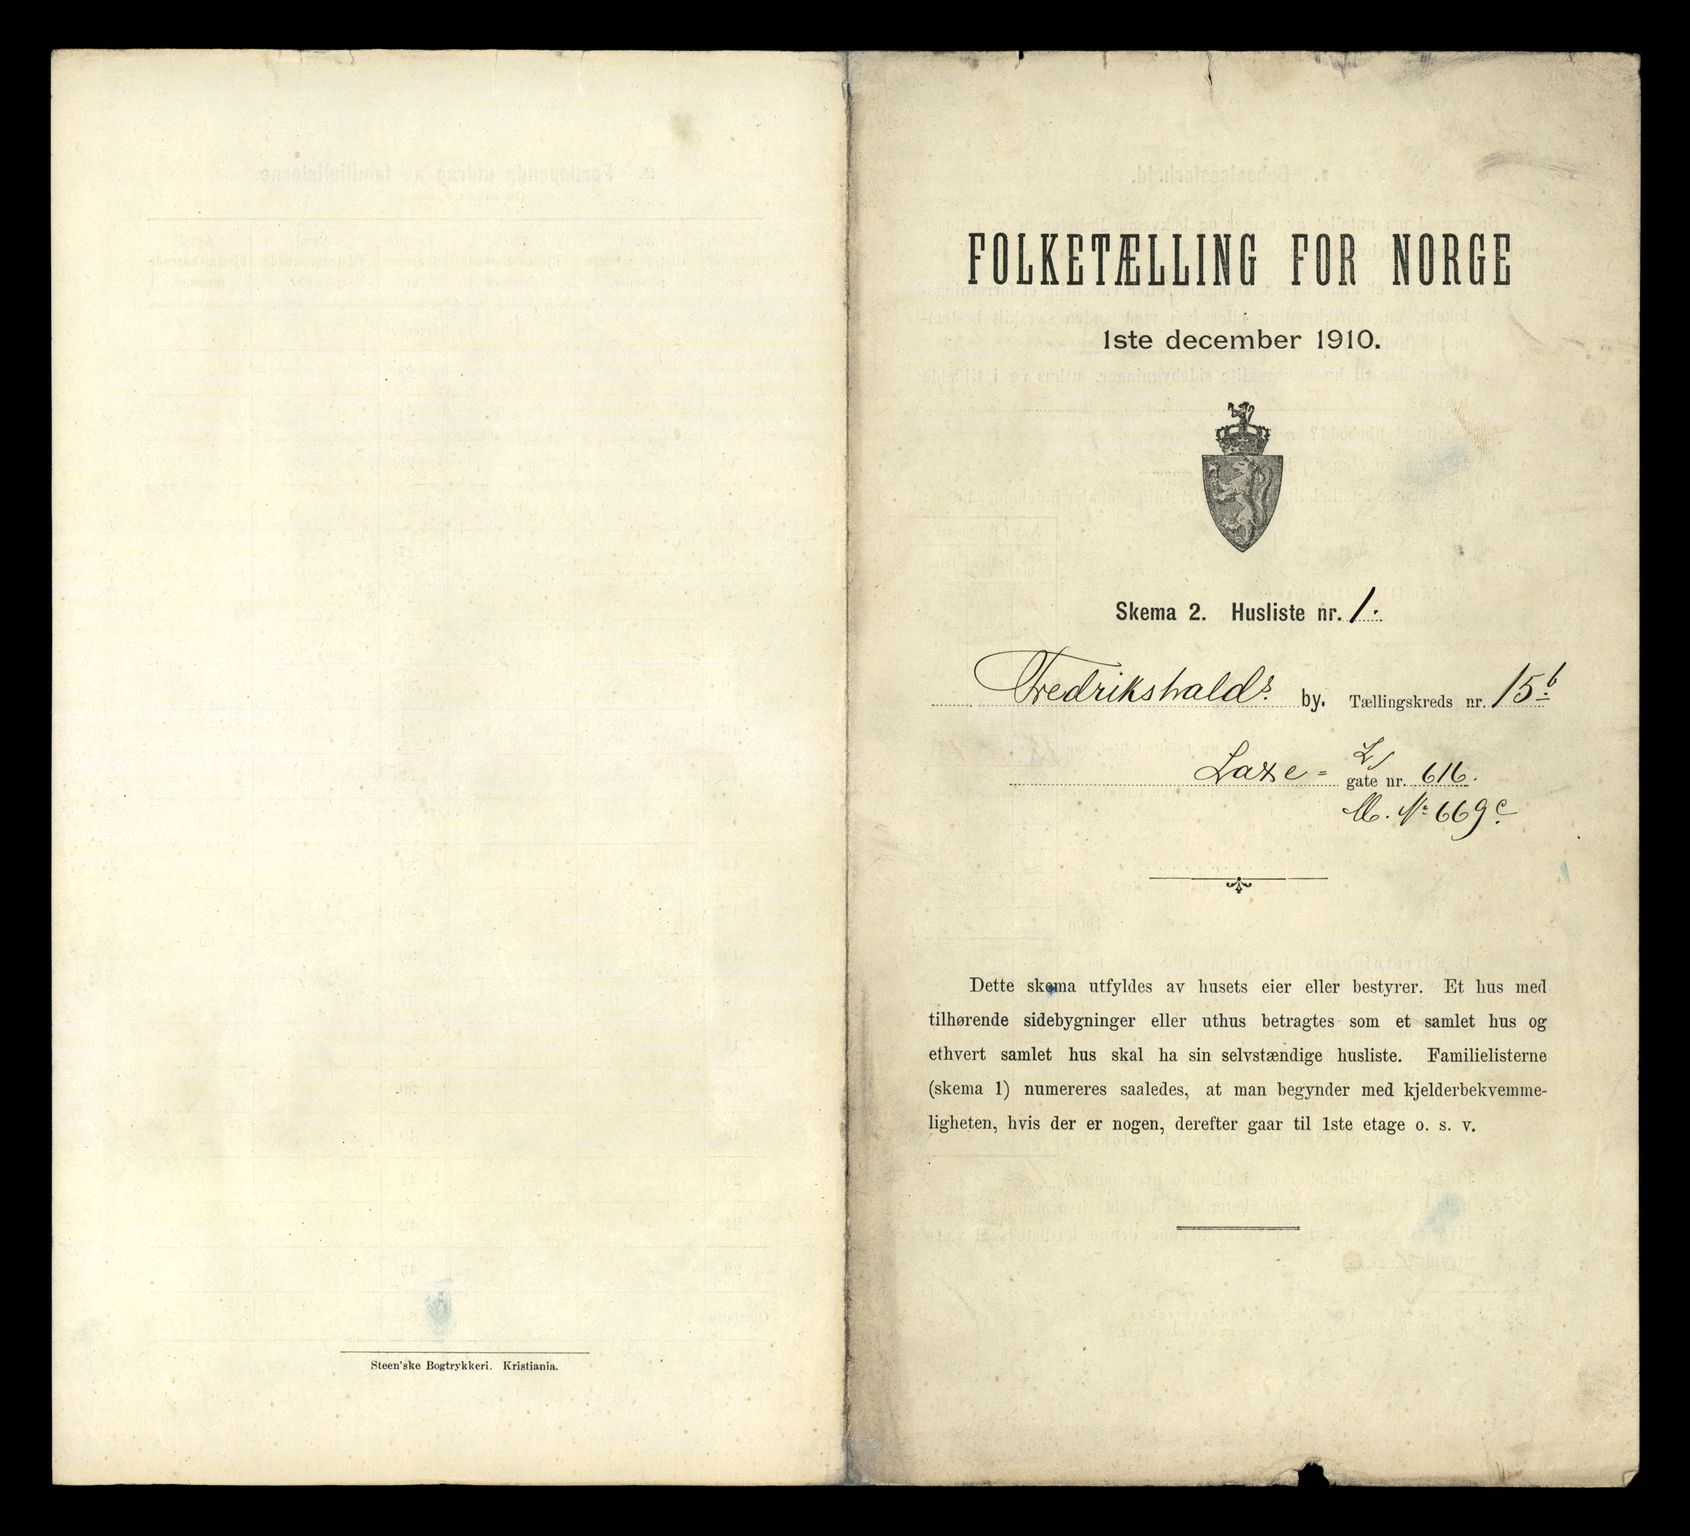 Steen'ske Bogtrykkeri. Kristiania.
FOLKETÆLLING FOR NORGE
1ste december 1910.
Skema 2. Husliste nr. 1.
Fredrikshalds by. Tællingskreds nr. 15b
Laxe= gate nr. 616.
M. No 669c
Dette skema utfyldes av husets eier eller bestyrer. Et hus med
tilhørende sidebygninger eller uthus betragtes som et samlet hus og
ethvert samlet hus skal ha sin selvstændige husliste. Familielisterne
(skema 1) numereres saaledes, at man begynder med kjelderbekvemme-
ligheten, hvis der er nogen, derefter gaar til 1ste etage o. s. v.